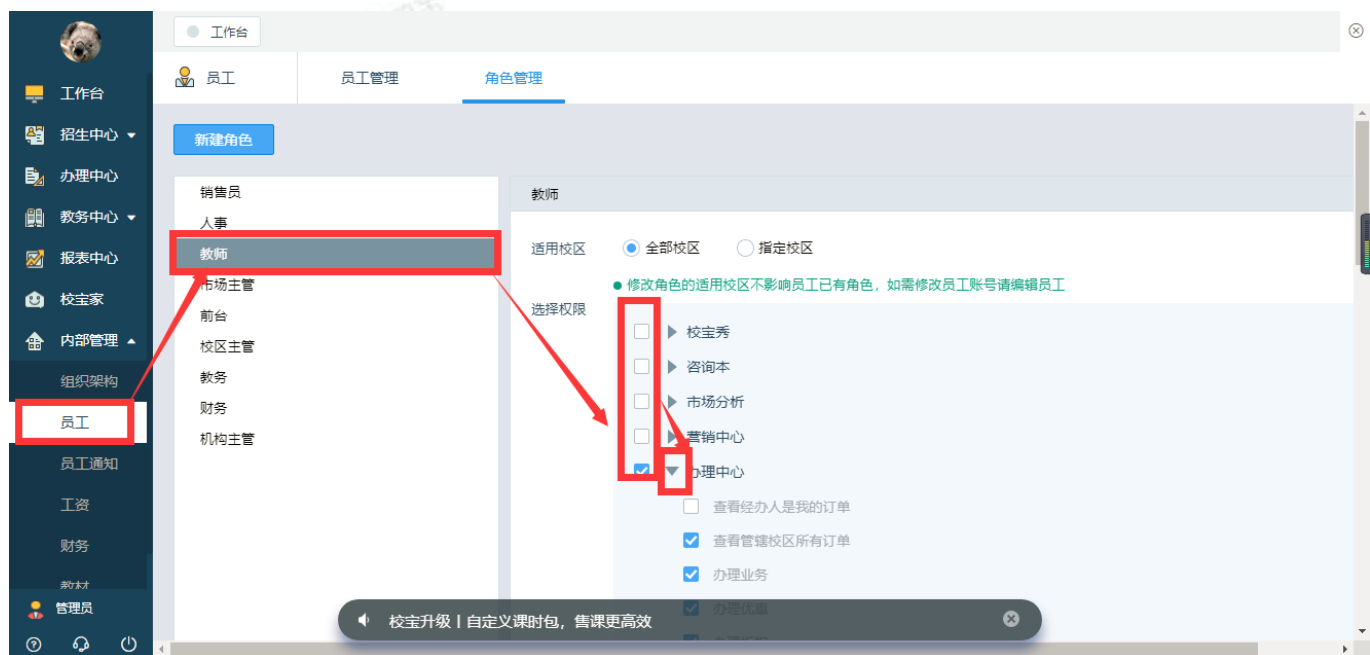 工作台
员工
员工管理
角色管理
工作台
招生中心
办理中心
教务中心
报表中心
校宝家
内部管理
组织架构
员工
员工通知
工资
财务
教材
管理员
新建角色
销售员
人事
教师
市场主管
前台
校区主管
教务
财务
机构主管
教师
适用校区 全部校区 指定校区
修改角色的适用校区不影响员工已有角色，如需修改员工账号请编辑员工
选择权限
校宝秀
咨询本
市场分析
营销中心
办理中心
查看经办人是我的订单
查看管辖校区所有订单
办理业务
办理优惠
校宝升级丨自定义课时包，售课更高效